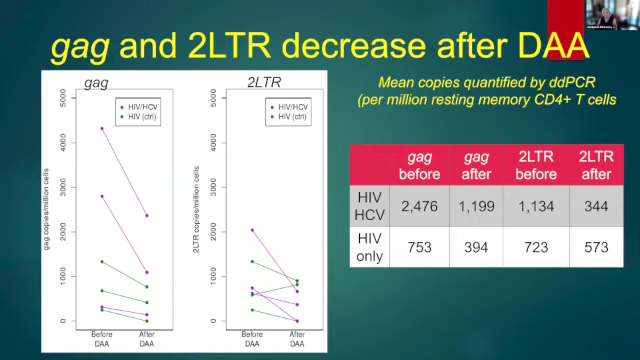 gag and 2LTR decrease after DAA
gag
2LTR
HIV/HCV
HIV (ctrl)
HIV/HCV
HIV (ctrl)
gag copies/million cells
0
1000
2000
3000
4000
5000
Before
DAA
After
DAA
2LTR copies/million cells
0
1000
2000
3000
4000
5000
Before
DAA
After
DAA
Mean copies quantified by ddPCR
(per million resting memory CD4+ T cells
gag before gag after 2LTR before 2LTR after
HIV HCV 2,476 1,199 1,134 344
HIV only 753 394 723 573